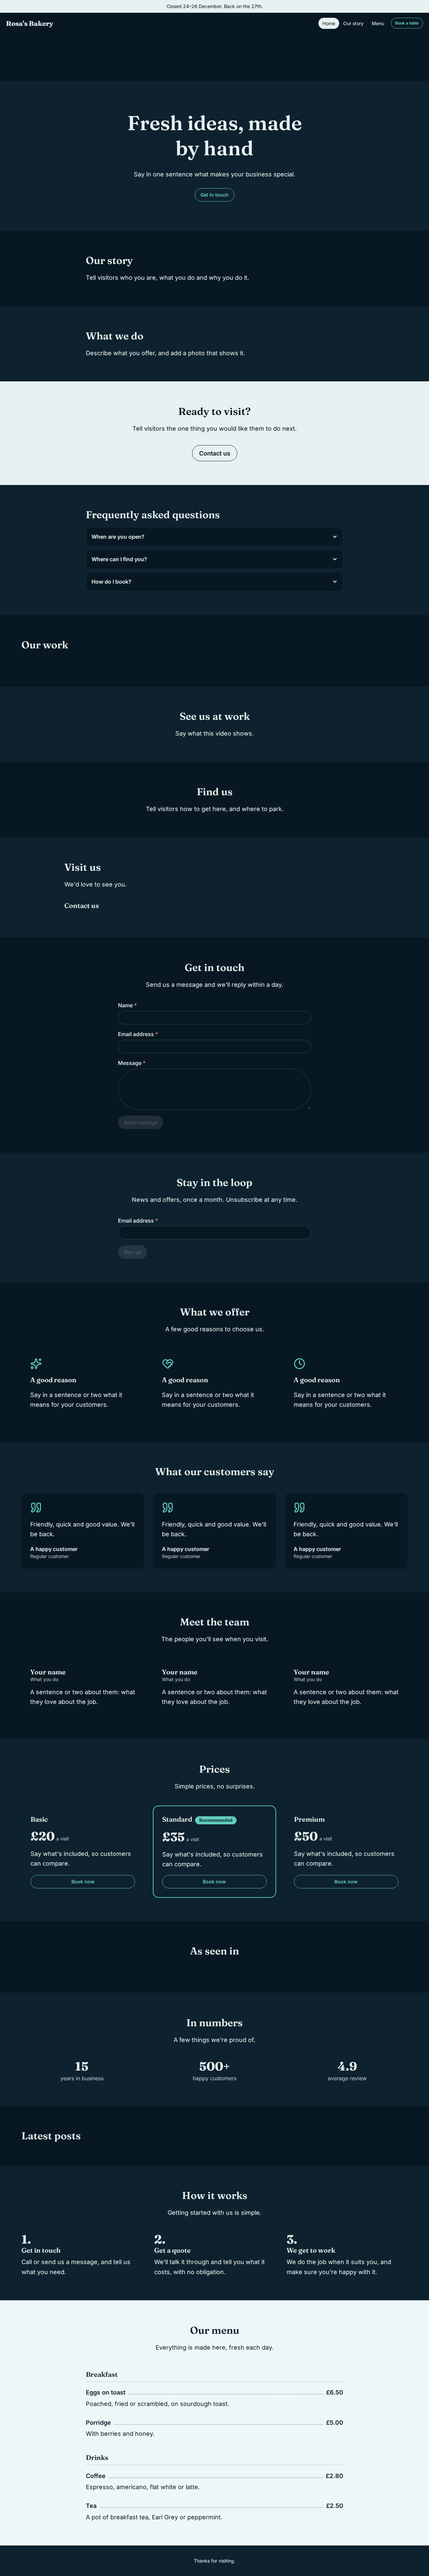 Closed 24–26 December. Back on the 27th.
Rosa's Bakery
Home
Our story
Menu
Book a table
Fresh ideas, made
by hand
Say in one sentence what makes your business special.
Get in touch
Our story
Tell visitors who you are, what you do and why you do it.
What we do
Describe what you offer, and add a photo that shows it.
Ready to visit?
Tell visitors the one thing you would like them to do next.
Contact us
Frequently asked questions
When are you open?
Where can I find you?
How do I book?
Our work
See us at work
Say what this video shows.
Find us
Tell visitors how to get here, and where to park.
Visit us
We'd love to see you.
Contact us
Get in touch
Send us a message and we'll reply within a day.
Name *
Email address *
Message *
Send message
Stay in the loop
News and offers, once a month. Unsubscribe at any time.
Email address *
Sign up
What we offer
A few good reasons to choose us.
A good reason
Say in a sentence or two what it
means for your customers.
A good reason
Say in a sentence or two what it
means for your customers.
A good reason
Say in a sentence or two what it
means for your customers.
What our customers say
Friendly, quick and good value. We'll
be back.
A happy customer
Regular customer
Friendly, quick and good value. We'll
be back.
A happy customer
Regular customer
Friendly, quick and good value. We'll
be back.
A happy customer
Regular customer
Meet the team
The people you'll see when you visit.
Your name
What you do
A sentence or two about them: what
they love about the job.
Your name
What you do
A sentence or two about them: what
they love about the job.
Your name
What you do
A sentence or two about them: what
they love about the job.
Prices
Simple prices, no surprises.
Basic
£20 a visit
Say what's included, so customers
can compare.
Book now
Standard Recommended
£35 a visit
Say what's included, so customers
can compare.
Book now
Premium
£50 a visit
Say what's included, so customers
can compare.
Book now
As seen in
In numbers
A few things we're proud of.
15
years in business
500+
happy customers
4.9
average review
Latest posts
How it works
Getting started with us is simple.
1.
Get in touch
Call or send us a message, and tell us
what you need.
2.
Get a quote
We'll talk it through and tell you what it
costs, with no obligation.
3.
We get to work
We do the job when it suits you, and
make sure you're happy with it.
Our menu
Everything is made here, fresh each day.
Breakfast
Eggs on toast £6.50
Poached, fried or scrambled, on sourdough toast.
Porridge £5.00
With berries and honey.
Drinks
Coffee £2.80
Espresso, americano, flat white or latte.
Tea £2.50
A pot of breakfast tea, Earl Grey or peppermint.
Thanks for visiting.